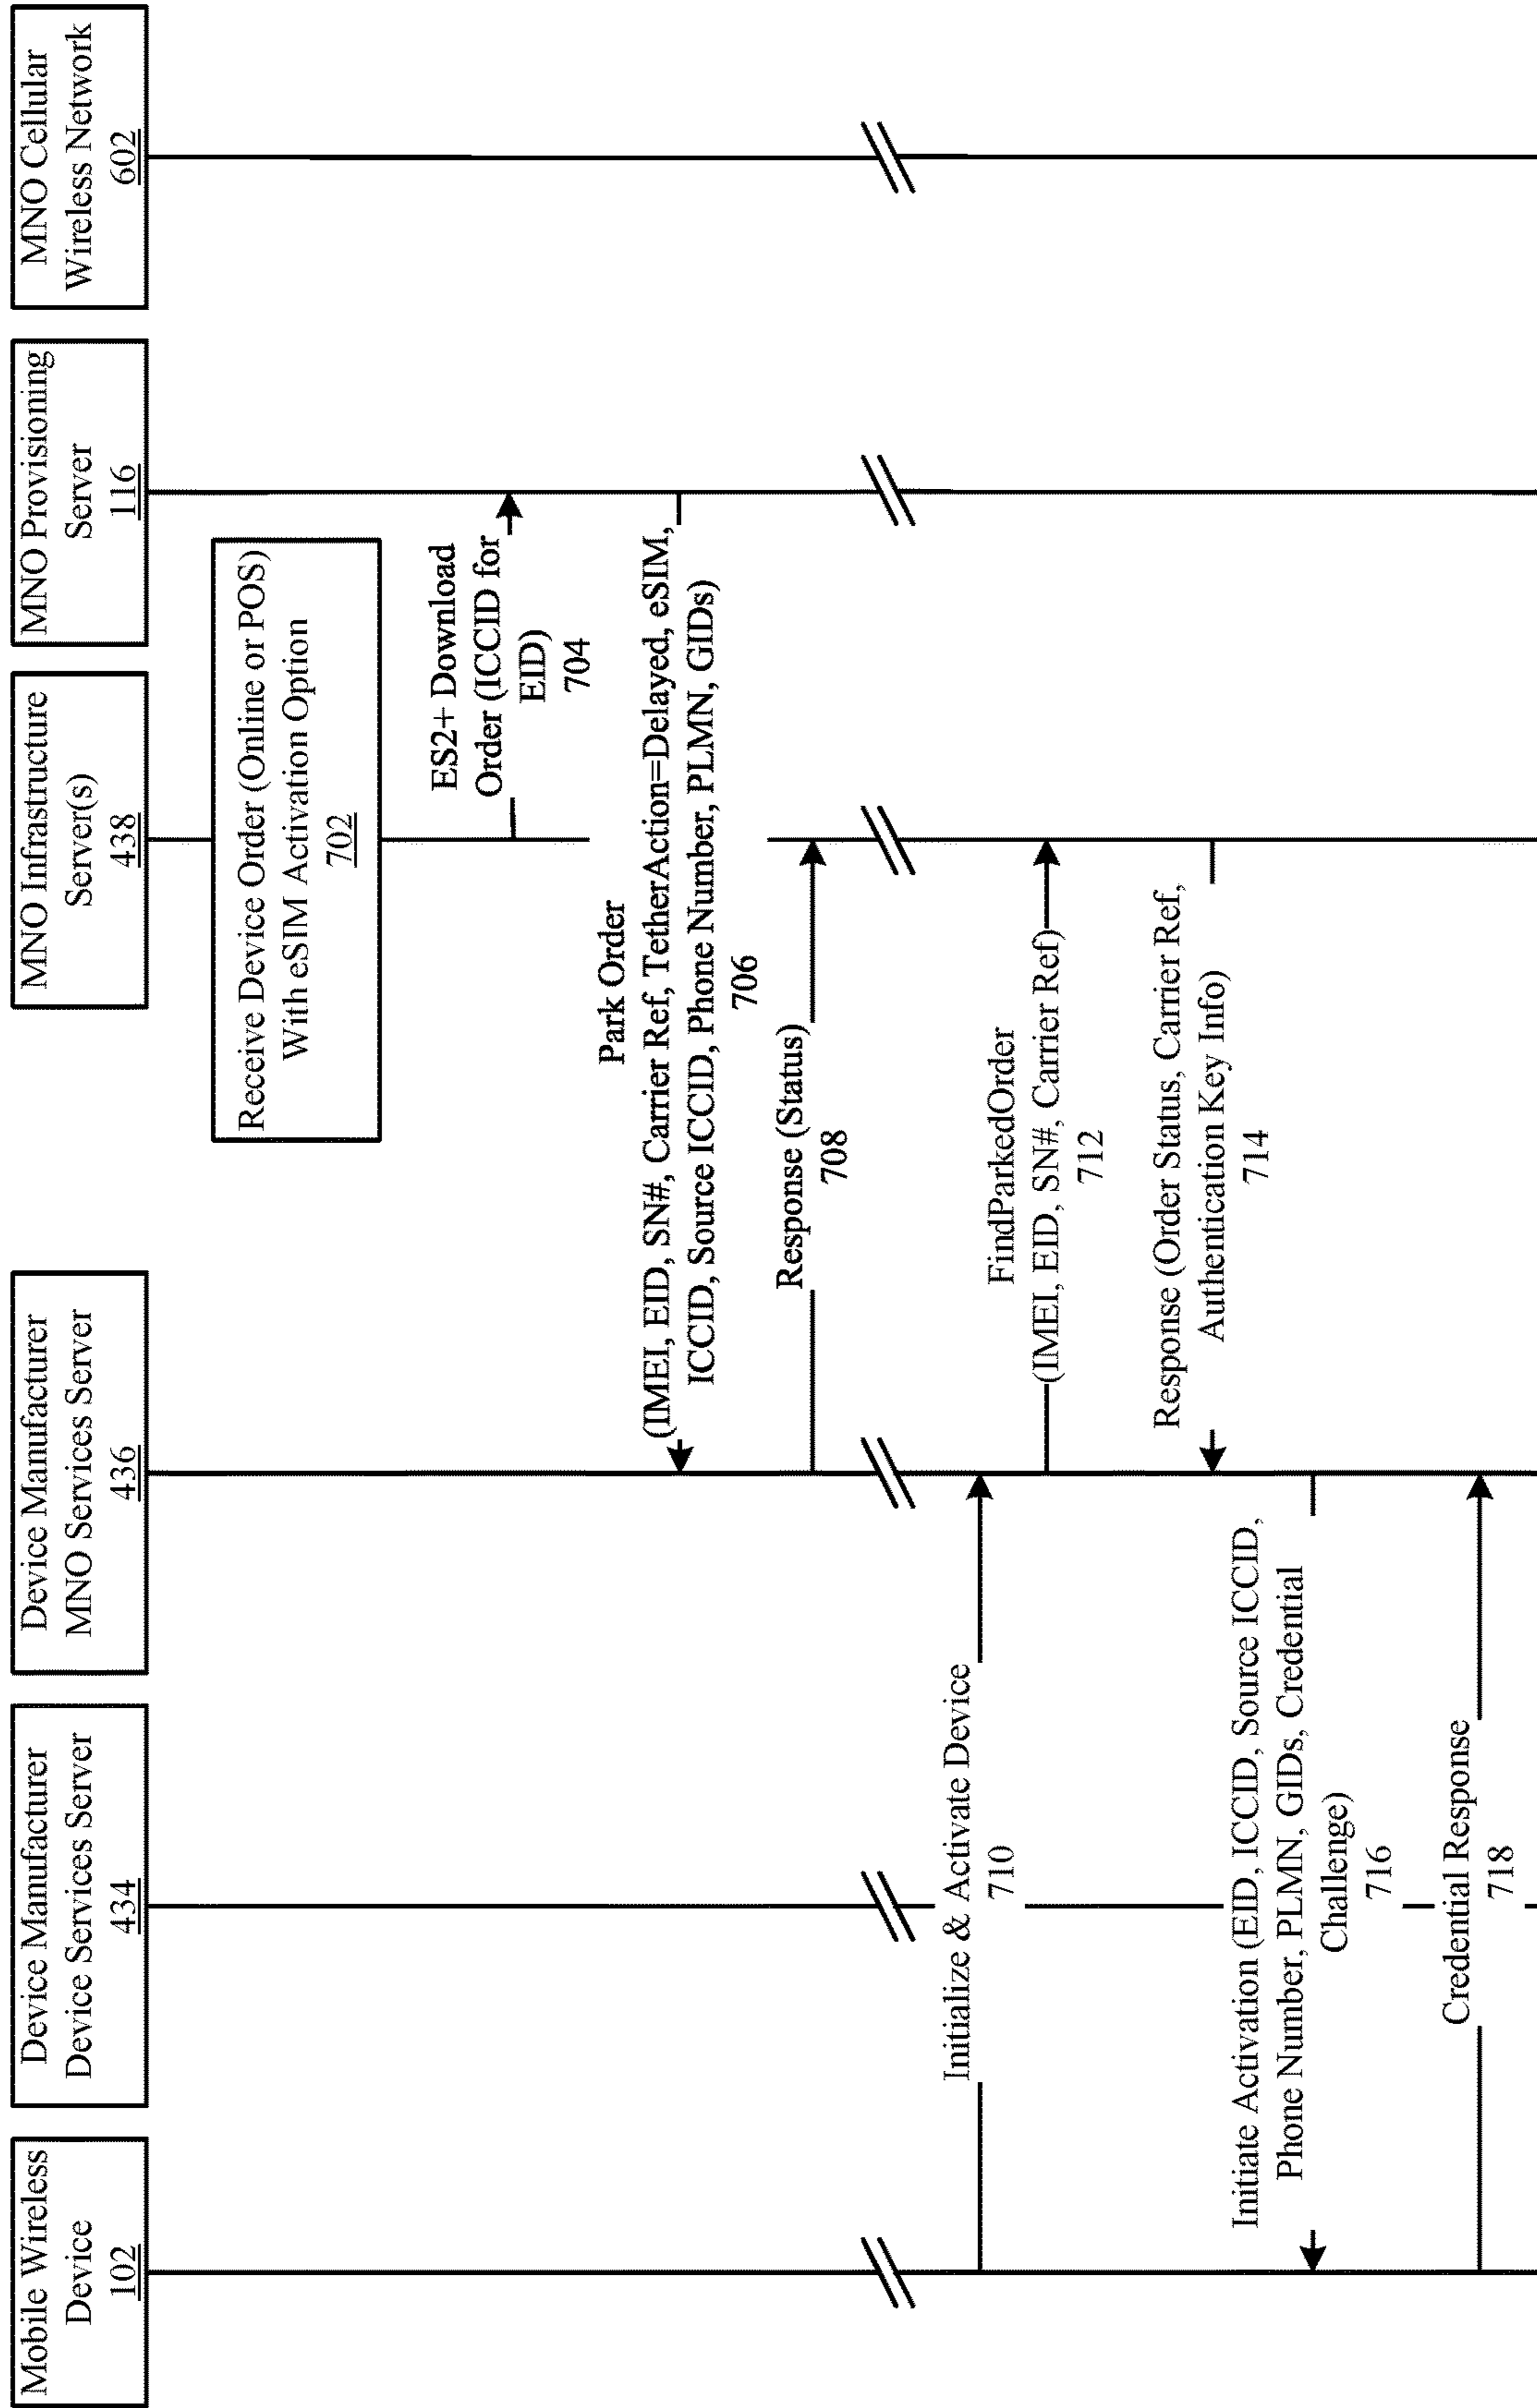 Mobile Wireless
Device
102
Device Manufacturer
Device Services Server
434
Device Manufacturer
MNO Services Server
436
MNO Infrastructure
Server(s)
438
MNO Provisioning
Server
116
MNO Cellular
Wireless Network
602
Receive Device Order (Online or POS)
With eSIM Activation Option
702
ES2+ Download
Order (ICCID for
EID)
704
Park Order
(IMEI, EID, SN#, Carrier Ref, TetherAction=Delayed, eSIM,
ICCID, Source ICCID, Phone Number, PLMN, GIDs)
706
Response (Status)
708
Initialize & Activate Device
710
FindParkedOrder
(IMEI, EID, SN#, Carrier Ref)
712
Response (Order Status, Carrier Ref,
Authentication Key Info)
714
Initiate Activation (EID, ICCID, Source ICCID,
Phone Number, PLMN, GIDs, Credential
Challenge)
716
Credential Response
718